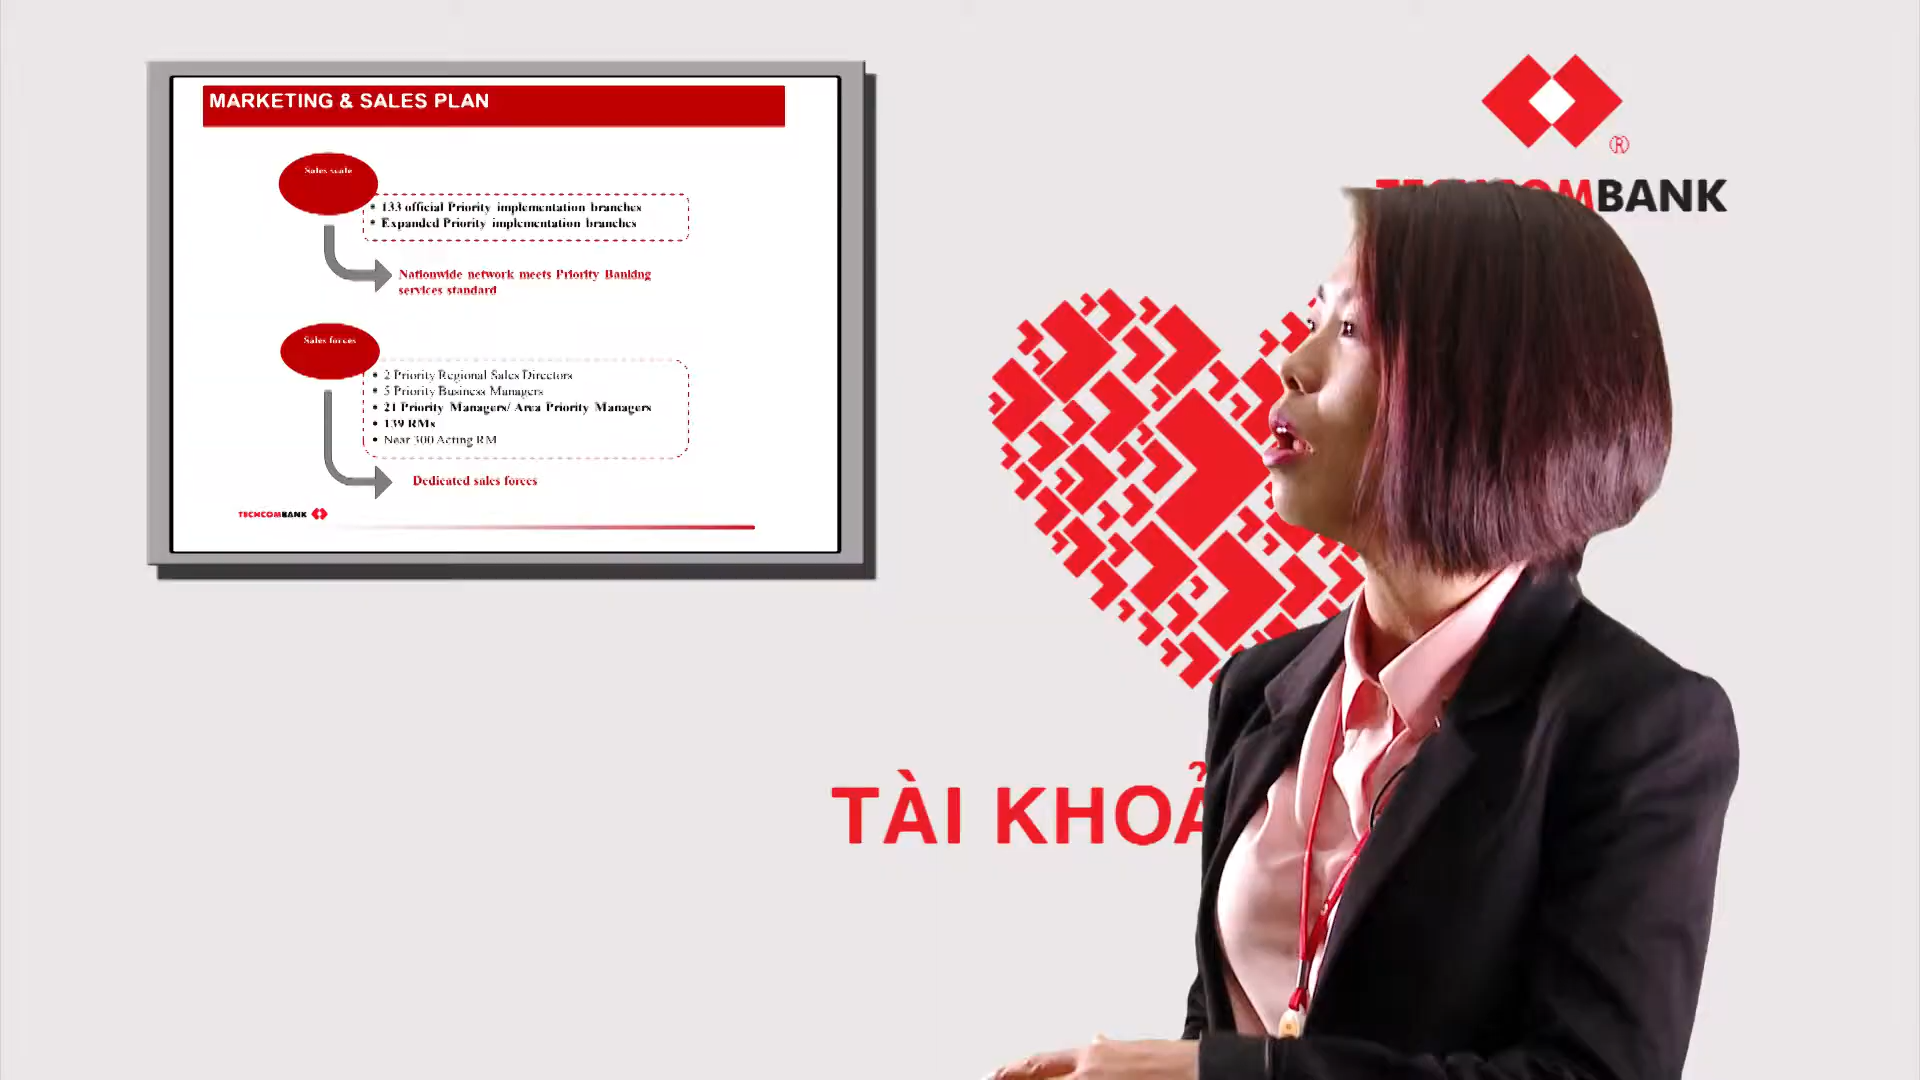 MARKETING & SALES PLAN
Sales scale
• 133 official Priority implementation branches
• Expanded Priority implementation branches
Nationwide network meets Priority Banking
services standard
Sales forces
• 2 Priority Regional Sales Directors
• 5 Priority Business Managers
• 21 Priority Managers/ Area Priority Managers
• 139 RMs
• Near 300 Acting RM
Dedicated sales forces
TECHCOMBANK
®
TECHCOMBANK
TÀI KHOẢ